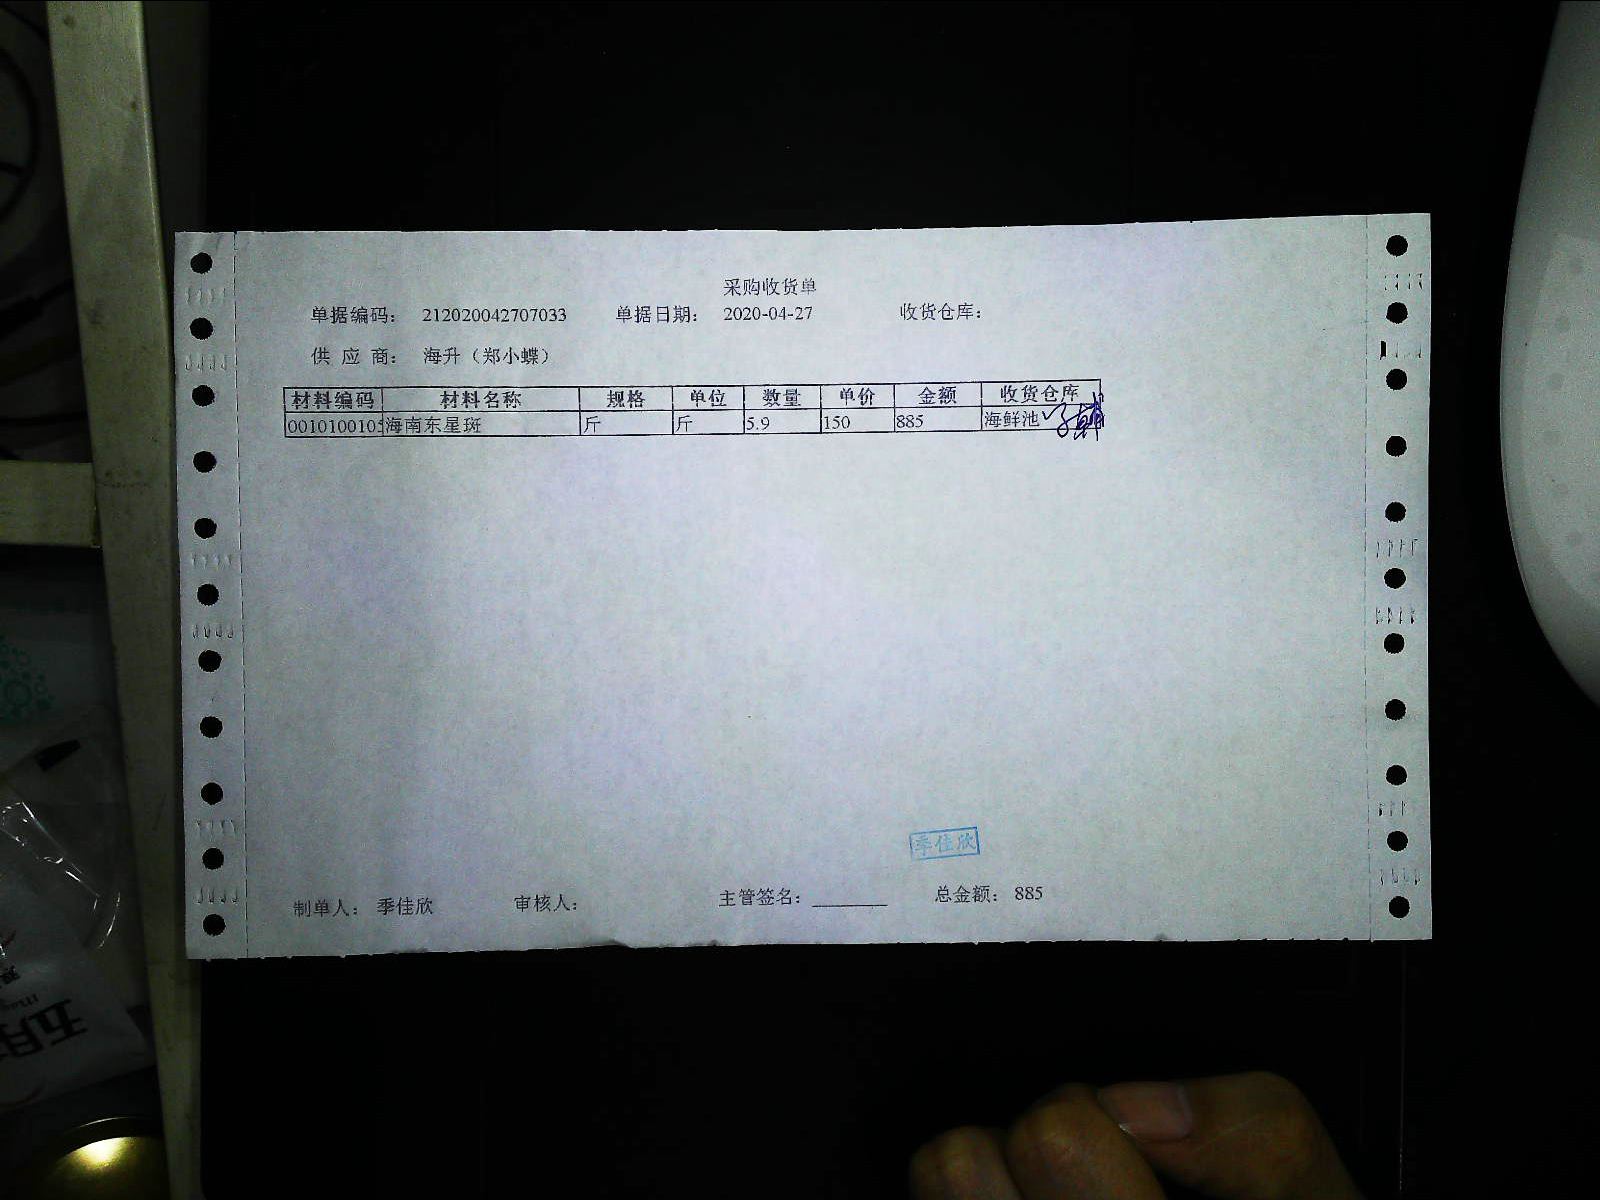 采购收货单
单据编码： 212020042707033 单据日期： 2020-04-27 收货仓库：
供 应 商： 海升（郑小蝶）
材料编码 材料名称 规格 单位 数量 单价 金额 收货仓库
0010100105 海南东星斑 斤 斤 5.9 150 885 海鲜池
季佳欣
制单人： 季佳欣 审核人： 主管签名： 总金额： 885
五月